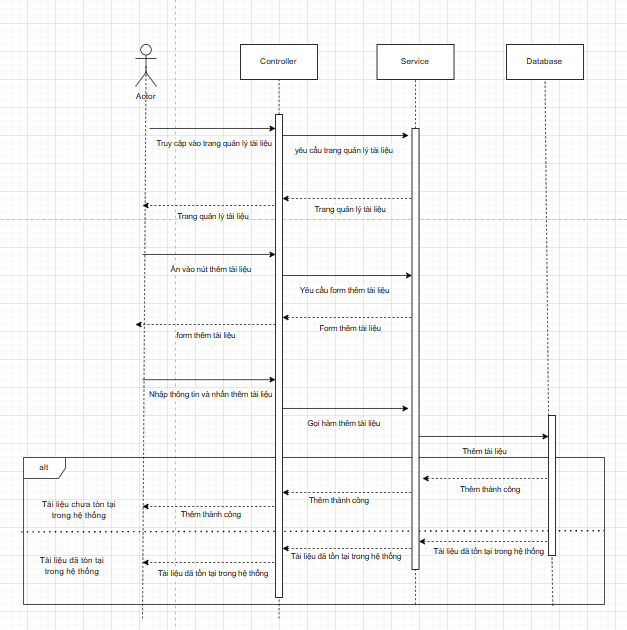 Controller
Service
Database
Actor
Truy cập vào trang quản lý tài liệu
yêu cầu trang quản lý tài liệu
Trang quản lý tài liệu
Trang quản lý tài liệu
Ấn vào nút thêm tài liệu
Yêu cầu form thêm tài liệu
Form thêm tài liệu
form thêm tài liệu
Nhập thông tin và nhấn thêm tài liệu
Gọi hàm thêm tài liệu
Thêm tài liệu
alt
Thêm thành công
Thêm thành công
Tài liệu chưa tồn tại
trong hệ thống
Thêm thành công
Tài liệu đã tồn tại trong hệ thống
Tài liệu đã tồn tại trong hệ thống
Tài liệu đã tồn tại
trong hệ thống
Tài liệu đã tồn tại trong hệ thống